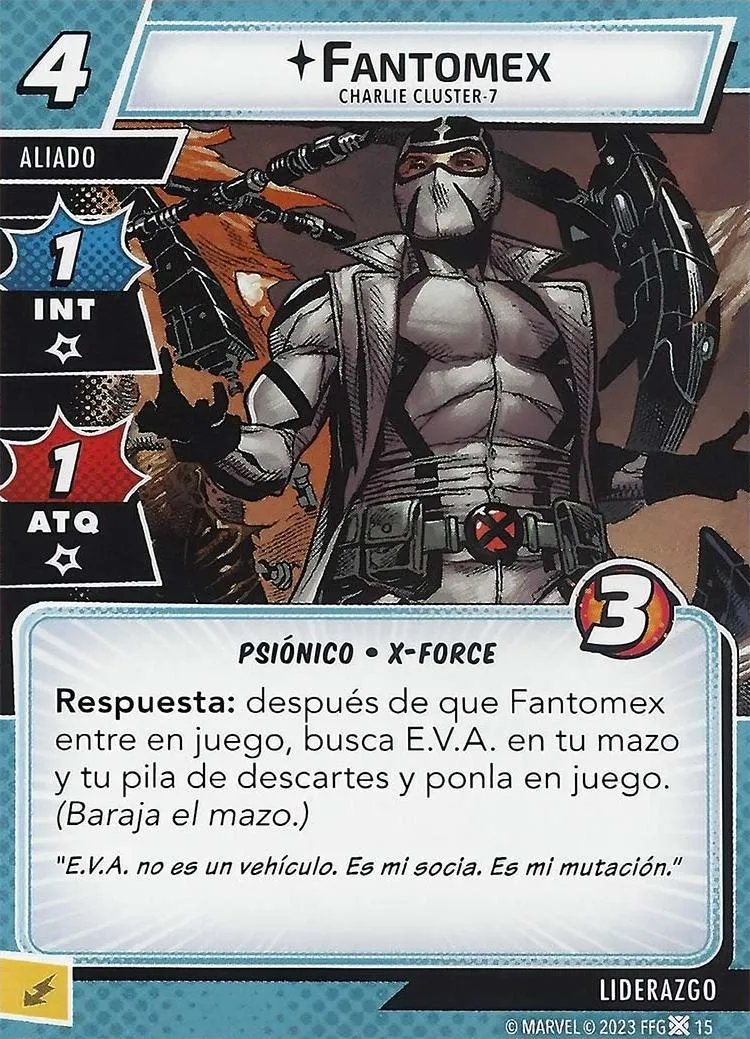 4
FANTOMEX
CHARLIE CLUSTER-7
ALIADO
1
INT
1
ATQ
3
PSIÓNICO • X-FORCE
Respuesta: después de que Fantomex
entre en juego, busca E.V.A. en tu mazo
y tu pila de descartes y ponla en juego.
(Baraja el mazo.)
"E.V.A. no es un vehículo. Es mi socia. Es mi mutación."
LIDERAZGO
© MARVEL © 2023 FFG 15